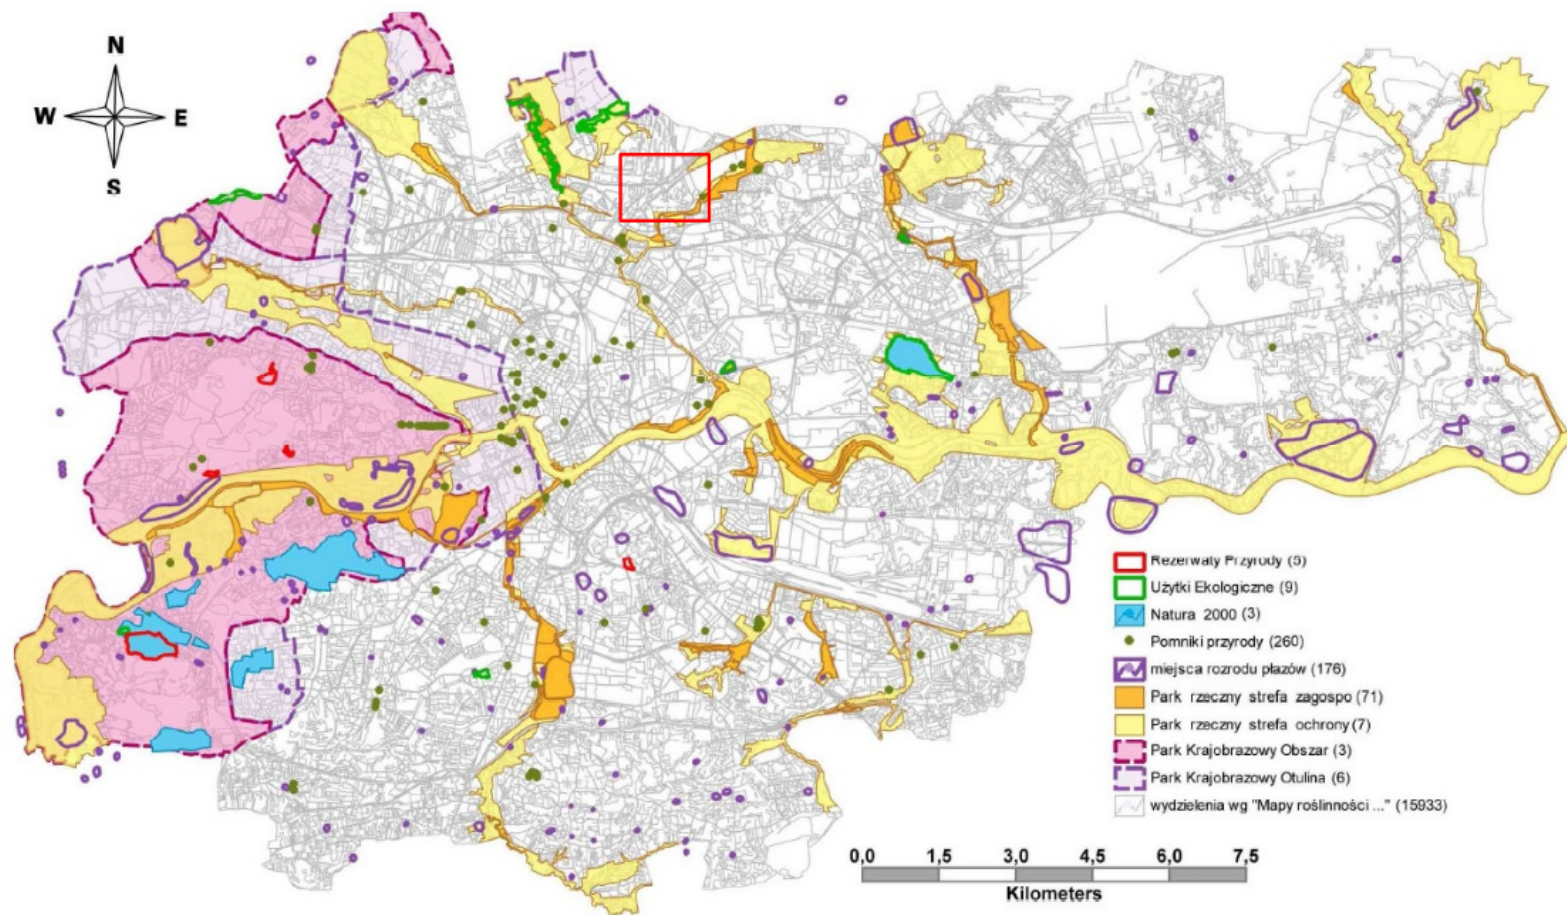 N
W E
S
Rezerwaty Przyrody (5)
Użytki Ekologiczne (9)
Natura 2000 (3)
Pomniki przyrody (260)
miejsca rozrodu płazów (176)
Park rzeczny strefa zagospo (71)
Park rzeczny strefa ochrony (7)
Park Krajobrazowy Obszar (3)
Park Krajobrazowy Otulina (6)
wydzielenia wg "Mapy roślinności ..." (15933)
0,0 1,5 3,0 4,5 6,0 7,5
Kilometers